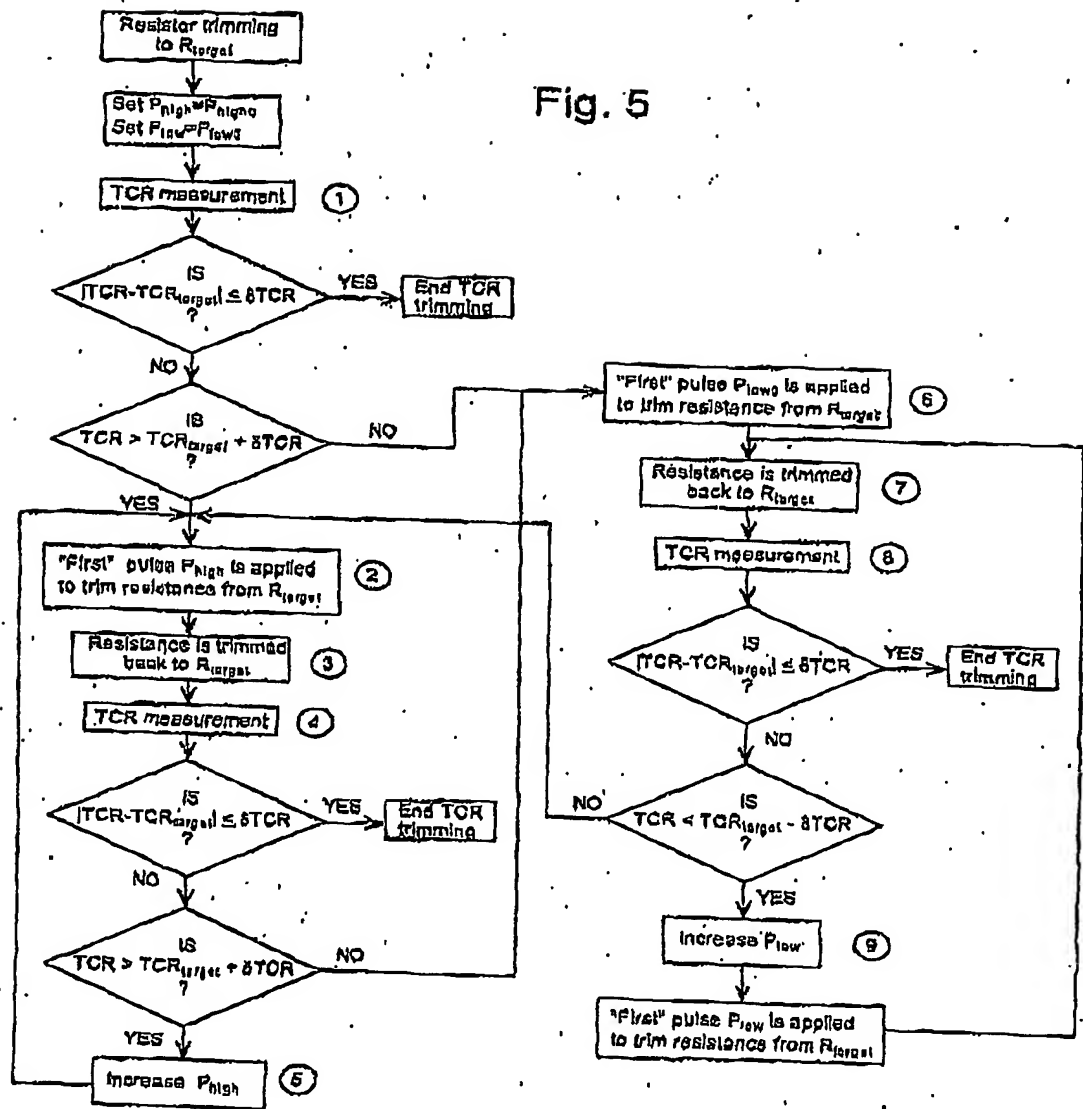 Fig. 5
Resistor trimming
to R_target
Set P_high=P_high0
Set P_low=P_low0
TCR measurement
1
IS
|TCR-TCR_target| ≤ δTCR
?
YES
End TCR
trimming
NO
IS
TCR > TCR_target + δTCR
?
NO
YES
"First" pulse P_high is applied
to trim resistance from R_target
2
Resistance is trimmed
back to R_target
3
TCR measurement
4
IS
|TCR-TCR_target| ≤ δTCR
?
YES
End TCR
trimming
NO
IS
TCR > TCR_target + δTCR
?
NO
YES
Increase P_high
5
"First" pulse P_low0 is applied
to trim resistance from R_target
6
Resistance is trimmed
back to R_target
7
TCR measurement
8
IS
|TCR-TCR_target| ≤ δTCR
?
YES
End TCR
trimming
NO
IS
TCR < TCR_target - δTCR
?
NO
YES
Increase P_low
9
"First" pulse P_low is applied
to trim resistance from R_target